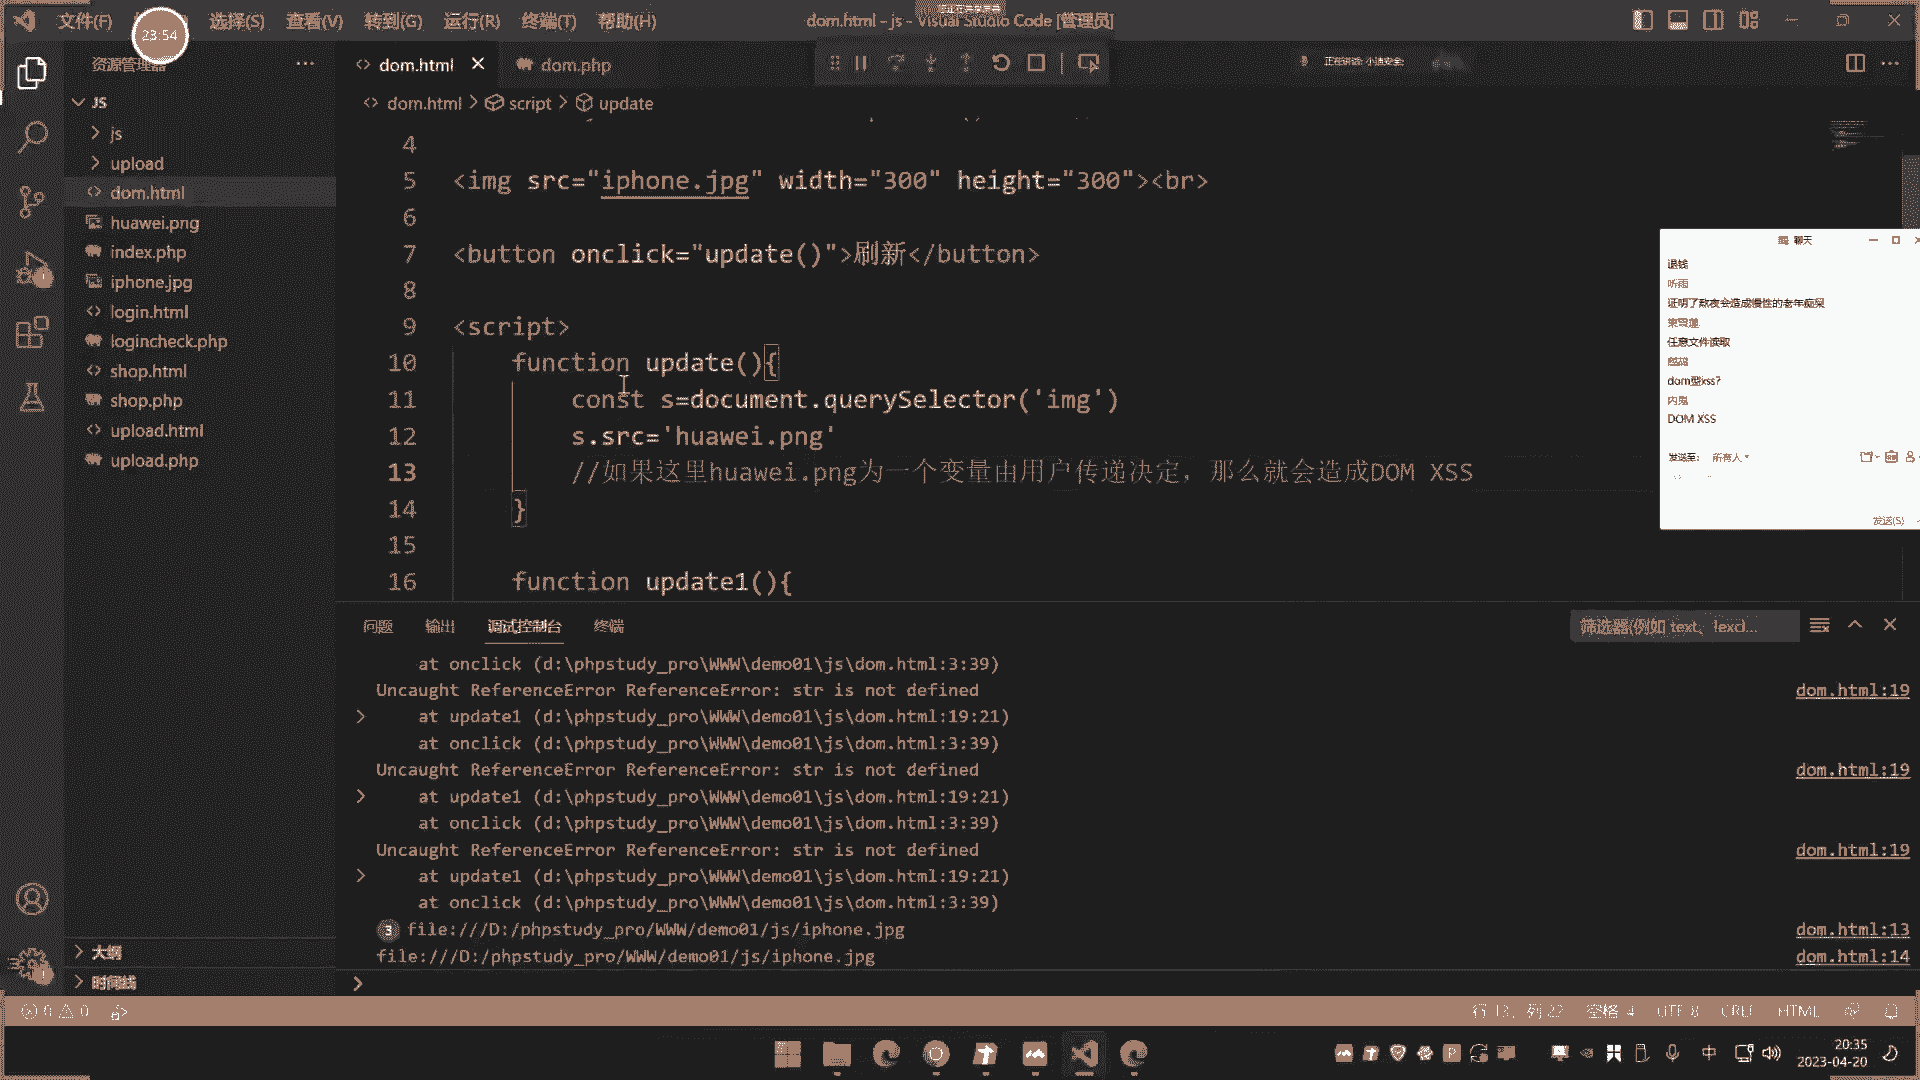 文件(F)
选择(S)
查看(V)
转到(G)
运行(R)
终端(T)
帮助(H)
dom.html - js - Visual Studio Code [管理员]
23:54
资源管理器
dom.html
dom.php
正在讲话: 小迪安全;
dom.html > script > update
JS
js
upload
dom.html
huawei.png
index.php
iphone.jpg
login.html
logincheck.php
shop.html
shop.php
upload.html
upload.php
大纲
时间线
4
5 <img src="iphone.jpg" width="300" height="300"><br>
6
7 <button onclick="update()">刷新</button>
8
9 <script>
10 function update(){
11 const s=document.querySelector('img')
12 s.src='huawei.png'
13 //如果这里huawei.png为一个变量由用户传递决定，那么就会造成DOM XSS
14 }
15
16 function update1(){
聊天
退钱
听雨
证明了熬夜会造成慢性的老年痴呆
任意文件读取
dom型xss?
内鬼
DOM XSS
发送至: 所有人
发送(S)
问题
输出
调试控制台
终端
筛选器(例如 text、!excl...
at onclick (d:\phpstudy_pro\WWW\demo01\js\dom.html:3:39)
Uncaught ReferenceError ReferenceError: str is not defined dom.html:19
at update1 (d:\phpstudy_pro\WWW\demo01\js\dom.html:19:21)
at onclick (d:\phpstudy_pro\WWW\demo01\js\dom.html:3:39)
Uncaught ReferenceError ReferenceError: str is not defined dom.html:19
at update1 (d:\phpstudy_pro\WWW\demo01\js\dom.html:19:21)
at onclick (d:\phpstudy_pro\WWW\demo01\js\dom.html:3:39)
Uncaught ReferenceError ReferenceError: str is not defined dom.html:19
at update1 (d:\phpstudy_pro\WWW\demo01\js\dom.html:19:21)
at onclick (d:\phpstudy_pro\WWW\demo01\js\dom.html:3:39)
3 file:///D:/phpstudy_pro/WWW/demo01/js/iphone.jpg dom.html:13
file:///D:/phpstudy_pro/WWW/demo01/js/iphone.jpg dom.html:14
0 0
行 13，列 22
空格: 4
UTF-8
CRLF
HTML
中
20:35
2023-04-20